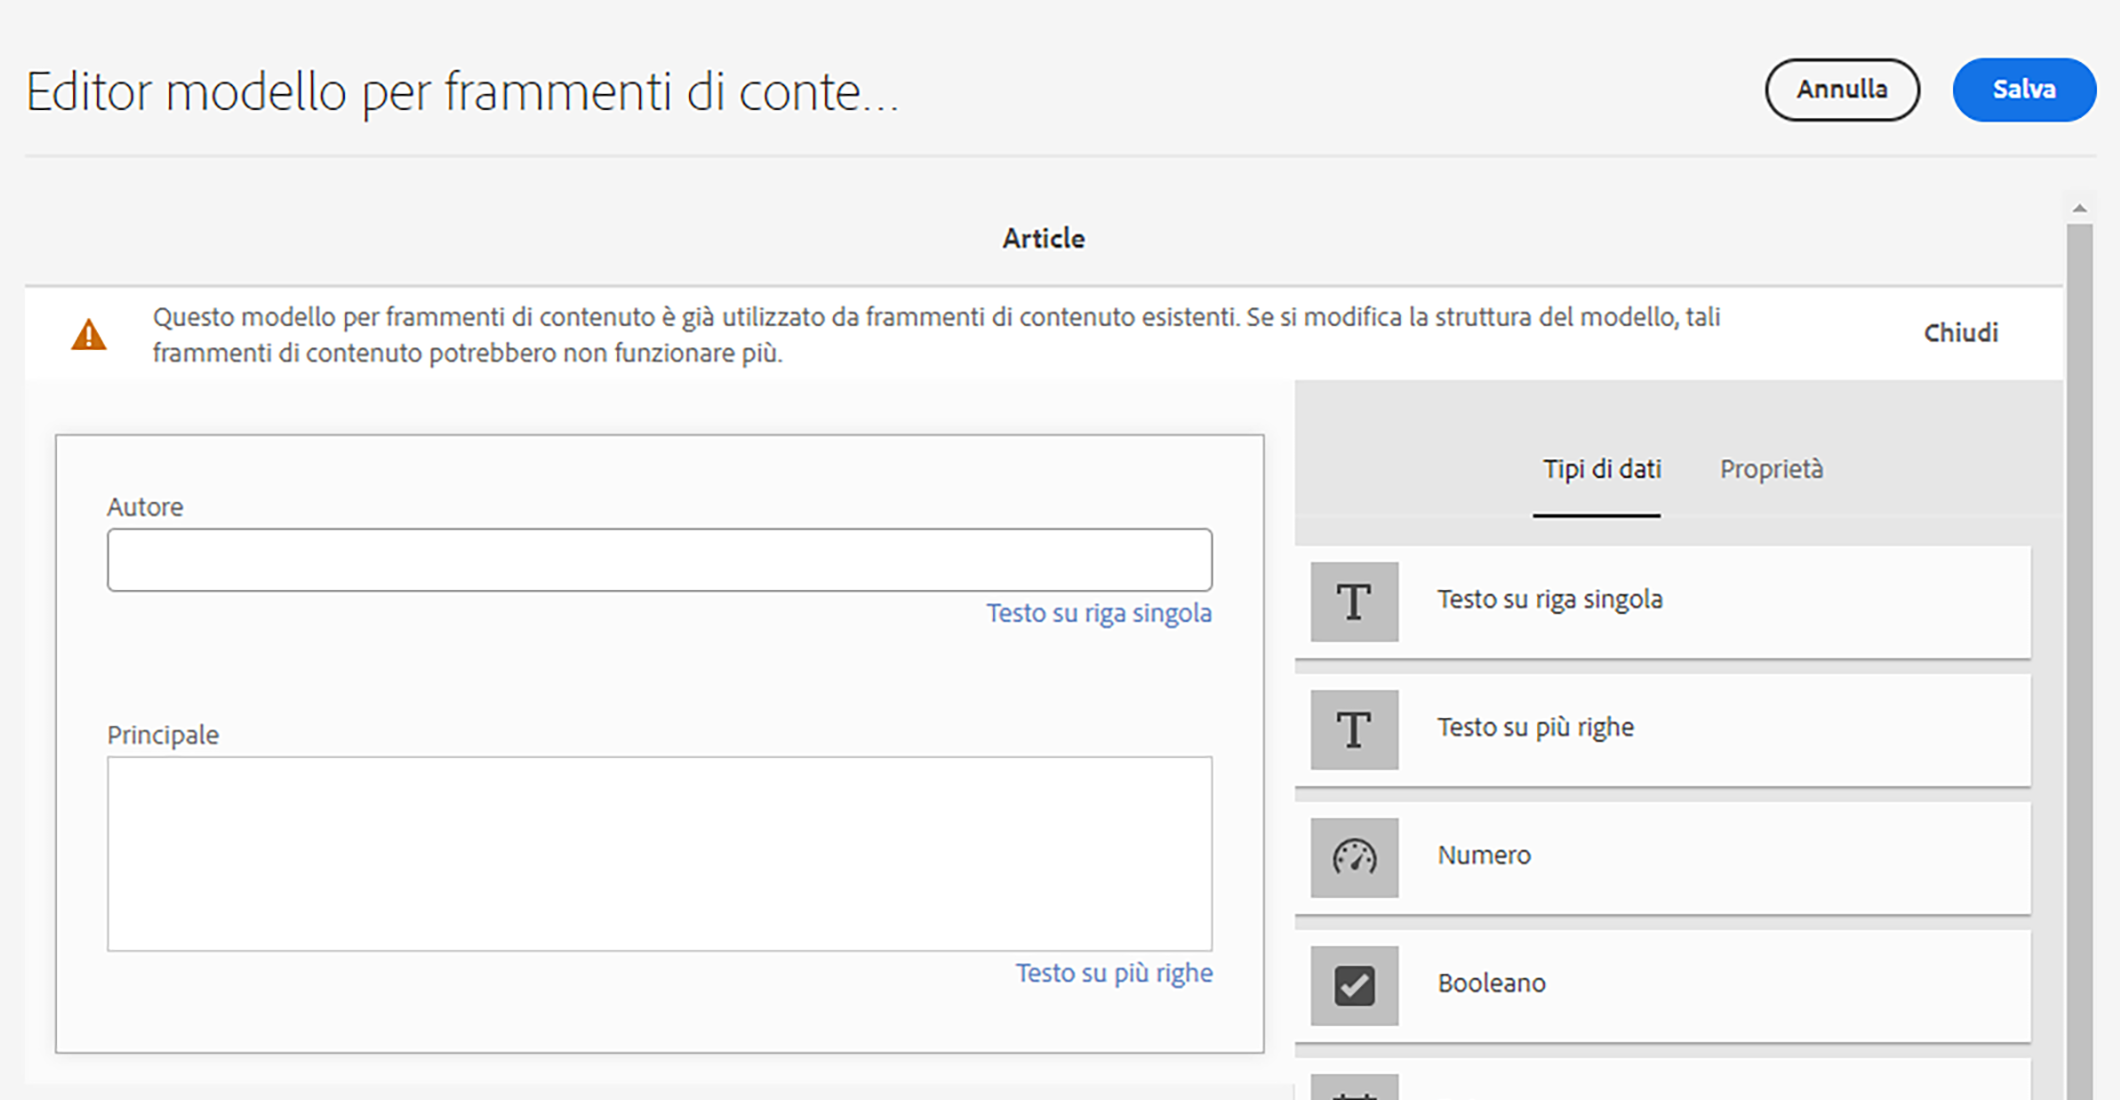 Editor modello per frammenti di conte...
Annulla
Salva
Article
Questo modello per frammenti di contenuto è già utilizzato da frammenti di contenuto esistenti. Se si modifica la struttura del modello, tali
frammenti di contenuto potrebbero non funzionare più.
Chiudi
Autore
Testo su riga singola
Principale
Testo su più righe
Tipi di dati
Proprietà
Testo su riga singola
Testo su più righe
Numero
Booleano